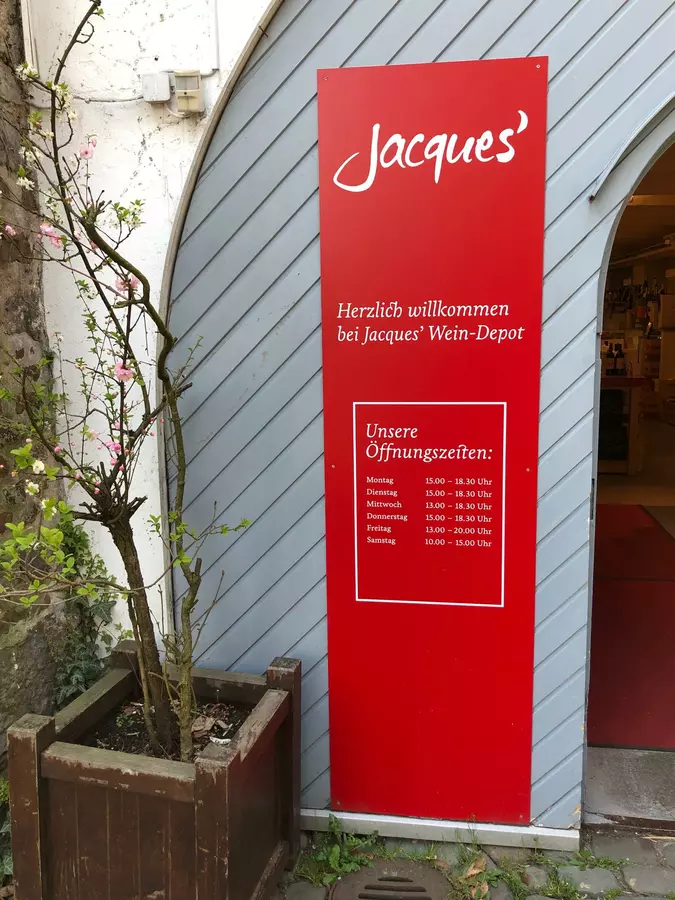 Jacques’
Herzlich willkommen
bei Jacques’ Wein-Depot
Unsere
Öffnungszeiten:
Montag 15.00 – 18.30 Uhr
Dienstag 15.00 – 18.30 Uhr
Mittwoch 13.00 – 18.30 Uhr
Donnerstag 15.00 – 18.30 Uhr
Freitag 13.00 – 20.00 Uhr
Samstag 10.00 – 15.00 Uhr